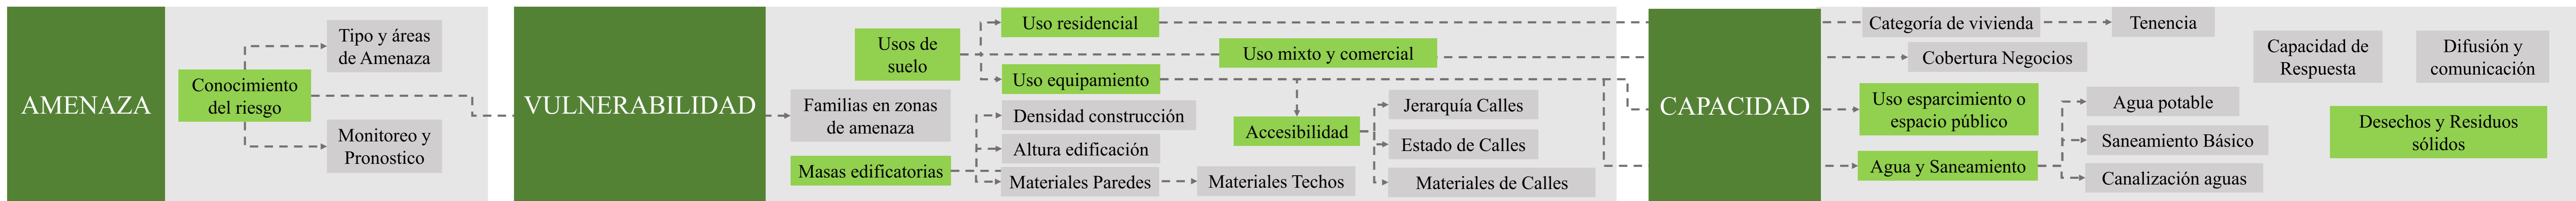 AMENAZA
Conocimiento
del riesgo
Tipo y áreas
de Amenaza
Monitoreo y
Pronostico
VULNERABILIDAD
Familias en zonas
de amenaza
Masas edificatorias
Usos de
suelo
Uso residencial
Uso mixto y comercial
Uso equipamiento
Densidad construcción
Altura edificación
Materiales Paredes
Materiales Techos
Accesibilidad
Jerarquía Calles
Estado de Calles
Materiales de Calles
CAPACIDAD
Categoría de vivienda
Tenencia
Cobertura Negocios
Uso esparcimiento o
espacio público
Agua y Saneamiento
Agua potable
Saneamiento Básico
Canalización aguas
Capacidad de
Respuesta
Difusión y
comunicación
Desechos y Residuos
sólidos